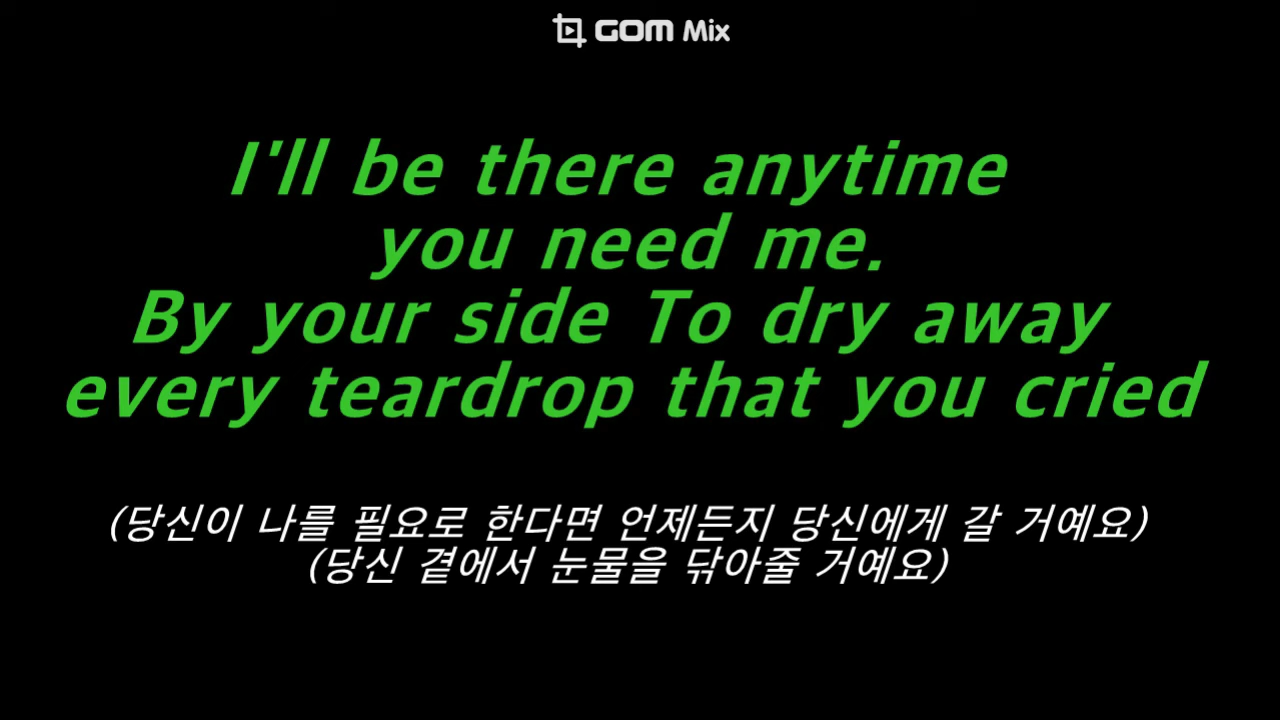 GOM Mix
I'll be there anytime
you need me.
By your side To dry away
every teardrop that you cried
(당신이 나를 필요로 한다면 언제든지 당신에게 갈 거예요)
(당신 곁에서 눈물을 닦아줄 거예요)